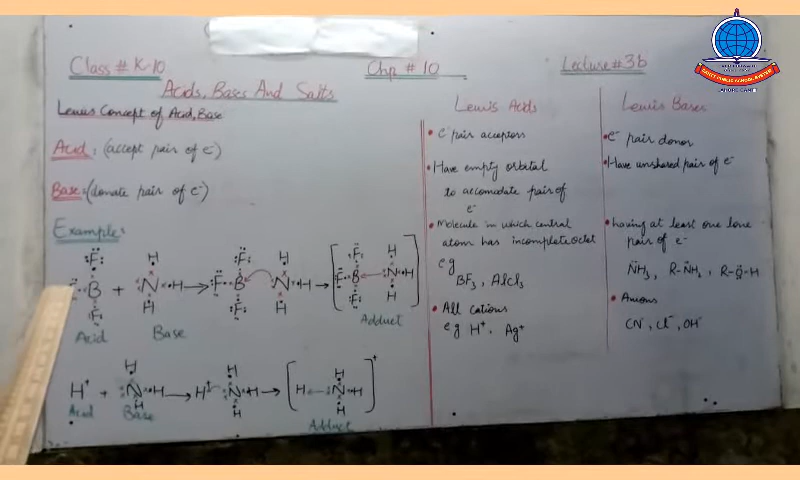 Class # K-10
Chp # 10
Lecture # 3b
Acids, Bases And Salts
Lewis Concept of Acid, Base
Acid : (accept pair of e⁻)
Base : (donate pair of e⁻)
Example:
F B F F + H N H H → F B F F H N H H → [F B F F ← H N H H]
Acid
Base
Adduct
H⁺ + H N H H → H⁺ H N H H → [H ← H N H H]⁺
Acid
Base
Adduct
Lewis Acids
• e⁻ pair acceptors
• Have empty orbital
to accomodate pair of
e⁻
• Molecule in which central
atom has incomplete octet
eg
BF₃, AlCl₃
• All cations
eg H⁺, Ag⁺
Lewis Bases
• e⁻ pair donor
• Have unshared pair of e⁻
• having at least one lone
pair of e⁻
N̈H₃, R-N̈H₂, R-Ö-H
• Anions
CN⁻, Cl⁻, OH⁻